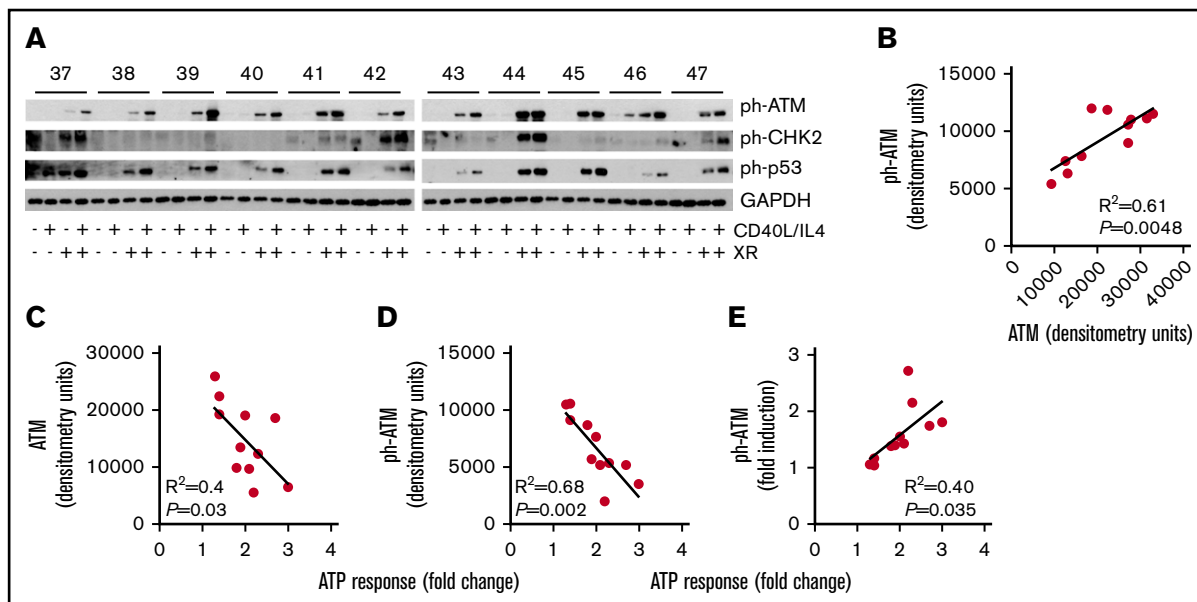 A
37 38 39 40 41 42 43 44 45 46 47
ph-ATM
ph-CHK2
ph-p53
GAPDH
- + - + - + - + - + - + - + - + - + - + - + - + - + - + - + - + - + - + - + - + - + - + CD40L/IL4
- - + + - - + + - - + + - - + + - - + + - - + + - - + + - - + + - - + + - - + + - - + + XR
B
ph-ATM
(densitometry units)
15000
10000
5000
0
R2=0.61
P=0.0048
0 10000 20000 30000 40000
ATM (densitometry units)
C
ATM
(densitometry units)
30000
20000
10000
0
R2=0.4
P=0.03
0 1 2 3 4
ATP response (fold change)
D
ph-ATM
(densitometry units)
15000
10000
5000
0
R2=0.68
P=0.002
0 1 2 3 4
ATP response (fold change)
E
ph-ATM
(fold induction)
3
2
1
0
R2=0.40
P=0.035
0 1 2 3 4